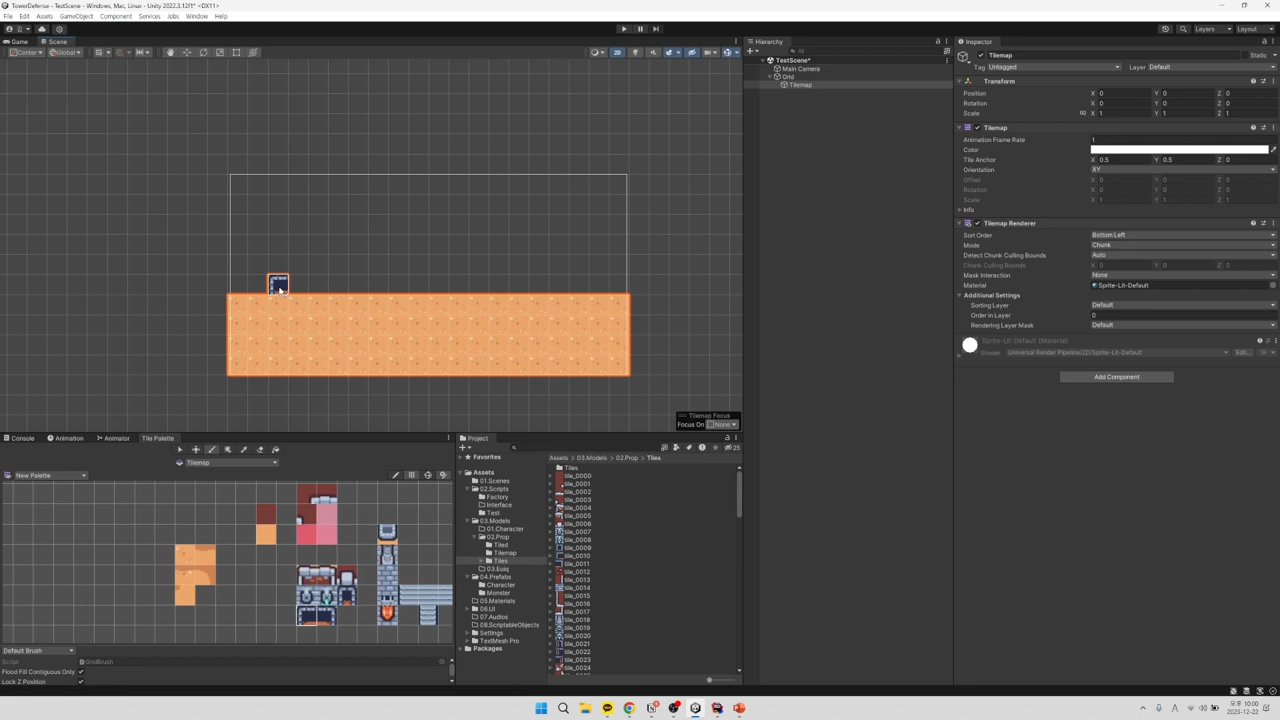 TowerDefense - TestScene - Windows, Mac, Linux - Unity 2022.3.12f1* <DX11>
File Edit Assets GameObject Component Services Jobs Window Help
Layers Layout
Game Scene
Center Global 2D
Tilemap Focus
Focus On None
Hierarchy
All
TestScene*
Main Camera
Grid
Tilemap
Inspector
Tilemap Static
Tag Untagged Layer Default
Transform
Position X 0 Y 0 Z 0
Rotation X 0 Y 0 Z 0
Scale X 1 Y 1 Z 1
Tilemap
Animation Frame Rate 1
Color
Tile Anchor X 0.5 Y 0.5 Z 0
Orientation XY
Offset X 0 Y 0 Z 0
Rotation X 0 Y 0 Z 0
Scale X 1 Y 1 Z 1
Info
Tilemap Renderer
Sort Order Bottom Left
Mode Chunk
Detect Chunk Culling Bounds Auto
Chunk Culling Bounds X 0 Y 0 Z 0
Mask Interaction None
Material Sprite-Lit-Default
Additional Settings
Sorting Layer Default
Order in Layer 0
Rendering Layer Mask Default
Sprite-Lit-Default (Material)
Shader Universal Render Pipeline/2D/Sprite-Lit-Default Edit...
Add Component
Console Animation Animator Tile Palette
Tilemap
New Palette
Default Brush
Script GridBrush
Flood Fill Contiguous Only
Lock Z Position
Project
25
Favorites
Assets
01.Scenes
02.Scripts
Factory
Interface
Test
03.Models
01.Character
02.Prop
Tiled
Tilemap
Tiles
03.Euiq
04.Prefabs
Character
Monster
05.Materials
06.UI
07.Audios
08.ScriptableObjects
Settings
TextMesh Pro
Packages
Assets > 03.Models > 02.Prop > Tiles
Tiles
tile_0000
tile_0001
tile_0002
tile_0003
tile_0004
tile_0005
tile_0006
tile_0007
tile_0008
tile_0009
tile_0010
tile_0011
tile_0012
tile_0013
tile_0014
tile_0015
tile_0016
tile_0017
tile_0018
tile_0019
tile_0020
tile_0021
tile_0022
tile_0023
tile_0024
A
오전 10:00
2023-12-22